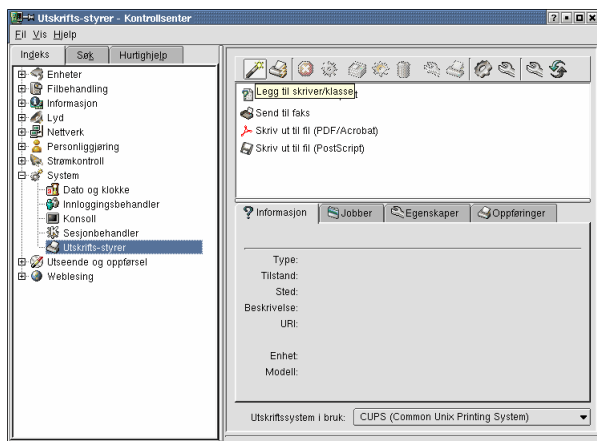 Utskrifts-styrer - Kontrollsenter
Fil Vis Hjelp
Indeks Søk Hurtighjelp
Enheter
Filbehandling
Informasjon
Lyd
Nettverk
Personliggjøring
Strømkontroll
System
Dato og klokke
Innloggingsbehandler
Konsoll
Sesjonbehandler
Utskrifts-styrer
Utseende og oppførsel
Weblesing
Legg til skriver/klasse
Send til faks
Skriv ut til fil (PDF/Acrobat)
Skriv ut til fil (PostScript)
Informasjon Jobber Egenskaper Oppføringer
Type:
Tilstand:
Sted:
Beskrivelse:
URI:
Enhet:
Modell:
Utskriftssystem i bruk: CUPS (Common Unix Printing System)